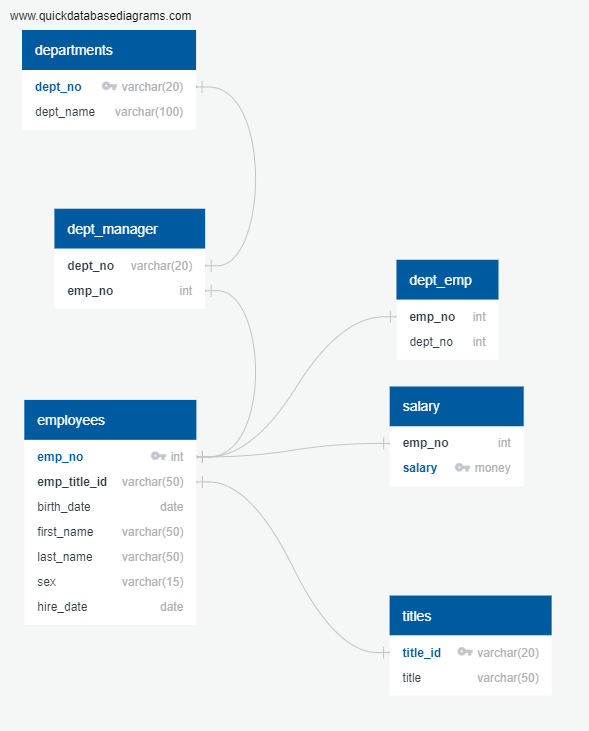 www.quickdatabasediagrams.com
departments
dept_no varchar(20)
dept_name varchar(100)
dept_manager
dept_no varchar(20)
emp_no int
dept_emp
emp_no int
dept_no int
salary
emp_no int
salary money
employees
emp_no int
emp_title_id varchar(50)
birth_date date
first_name varchar(50)
last_name varchar(50)
sex varchar(15)
hire_date date
titles
title_id varchar(20)
title varchar(50)